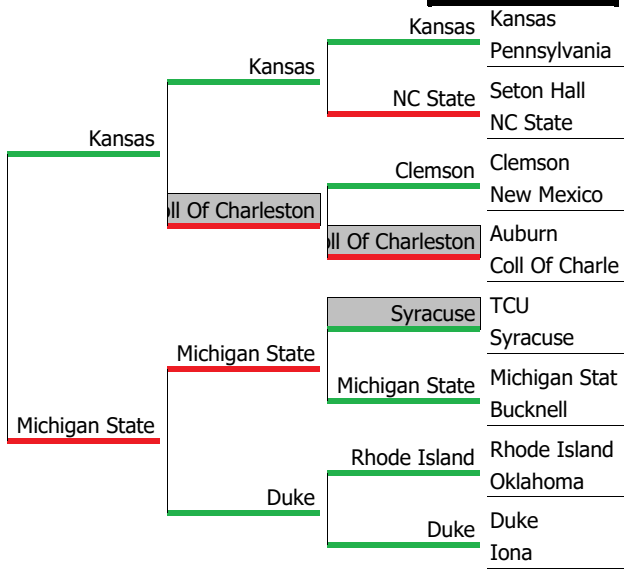 Kansas
Pennsylvania
Seton Hall
NC State
Clemson
New Mexico
Auburn
Coll Of Charle
TCU
Syracuse
Michigan Stat
Bucknell
Rhode Island
Oklahoma
Duke
Iona
Kansas
NC State
Clemson
ll Of Charleston
Syracuse
Michigan State
Rhode Island
Duke
Kansas
ll Of Charleston
Michigan State
Duke
Kansas
Michigan State